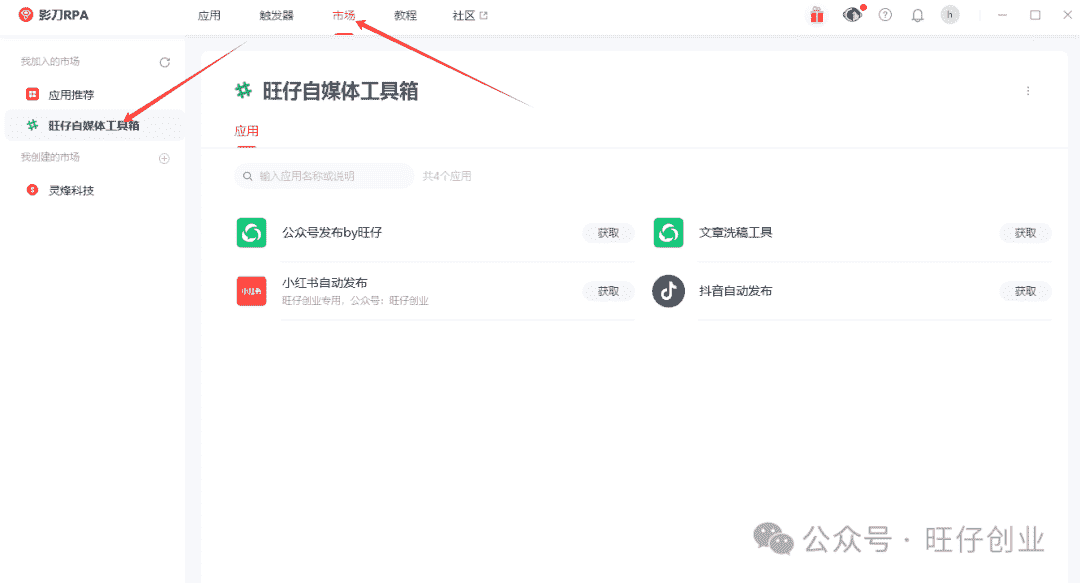 影刀RPA
应用 触发器 市场 教程 社区
h
我加入的市场
应用推荐
旺仔自媒体工具箱
我创建的市场
灵烽科技
旺仔自媒体工具箱
应用
输入应用名称或说明 共4个应用
公众号发布by旺仔 获取
文章洗稿工具 获取
小红书
小红书自动发布
旺仔创业专用，公众号：旺仔创业
获取
抖音自动发布 获取
公众号 · 旺仔创业